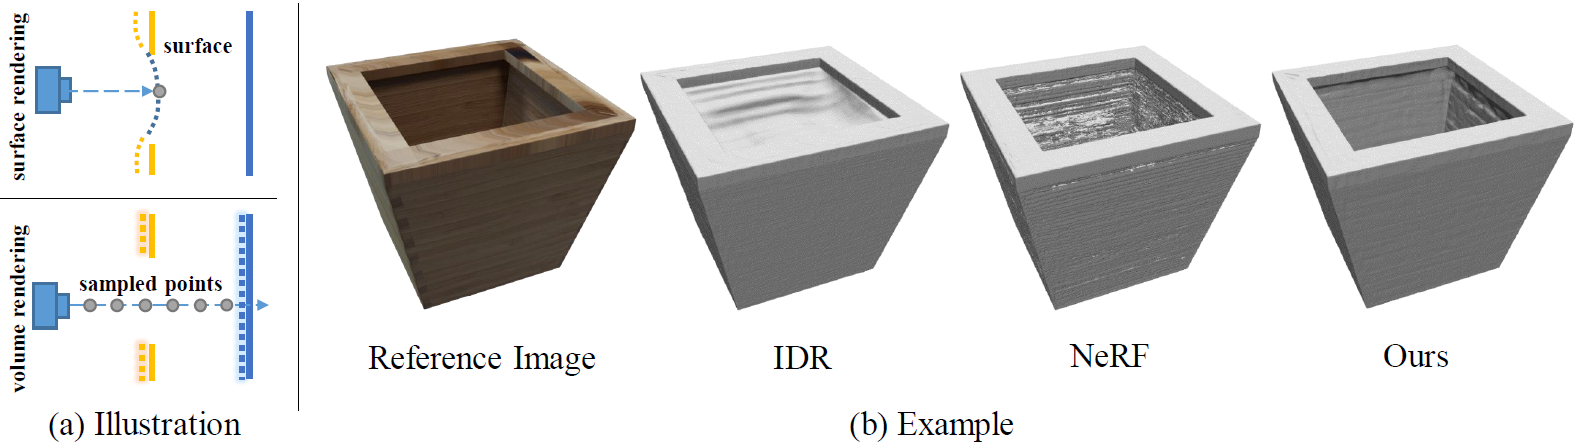 surface rendering
surface
volume rendering
sampled points
(a) Illustration
Reference Image
IDR
NeRF
Ours
(b) Example